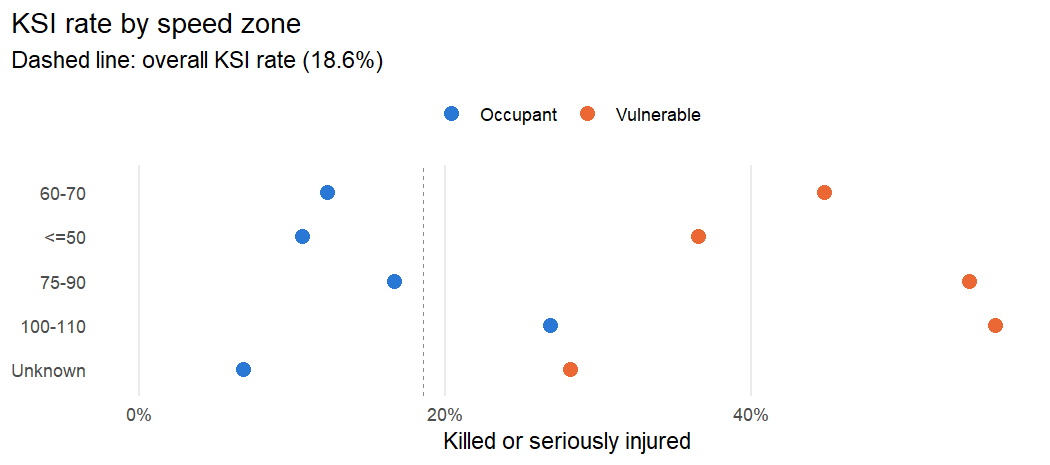 KSI rate by speed zone
Dashed line: overall KSI rate (18.6%)
Occupant Vulnerable
60-70
<=50
75-90
100-110
Unknown
0% 20% 40%
Killed or seriously injured